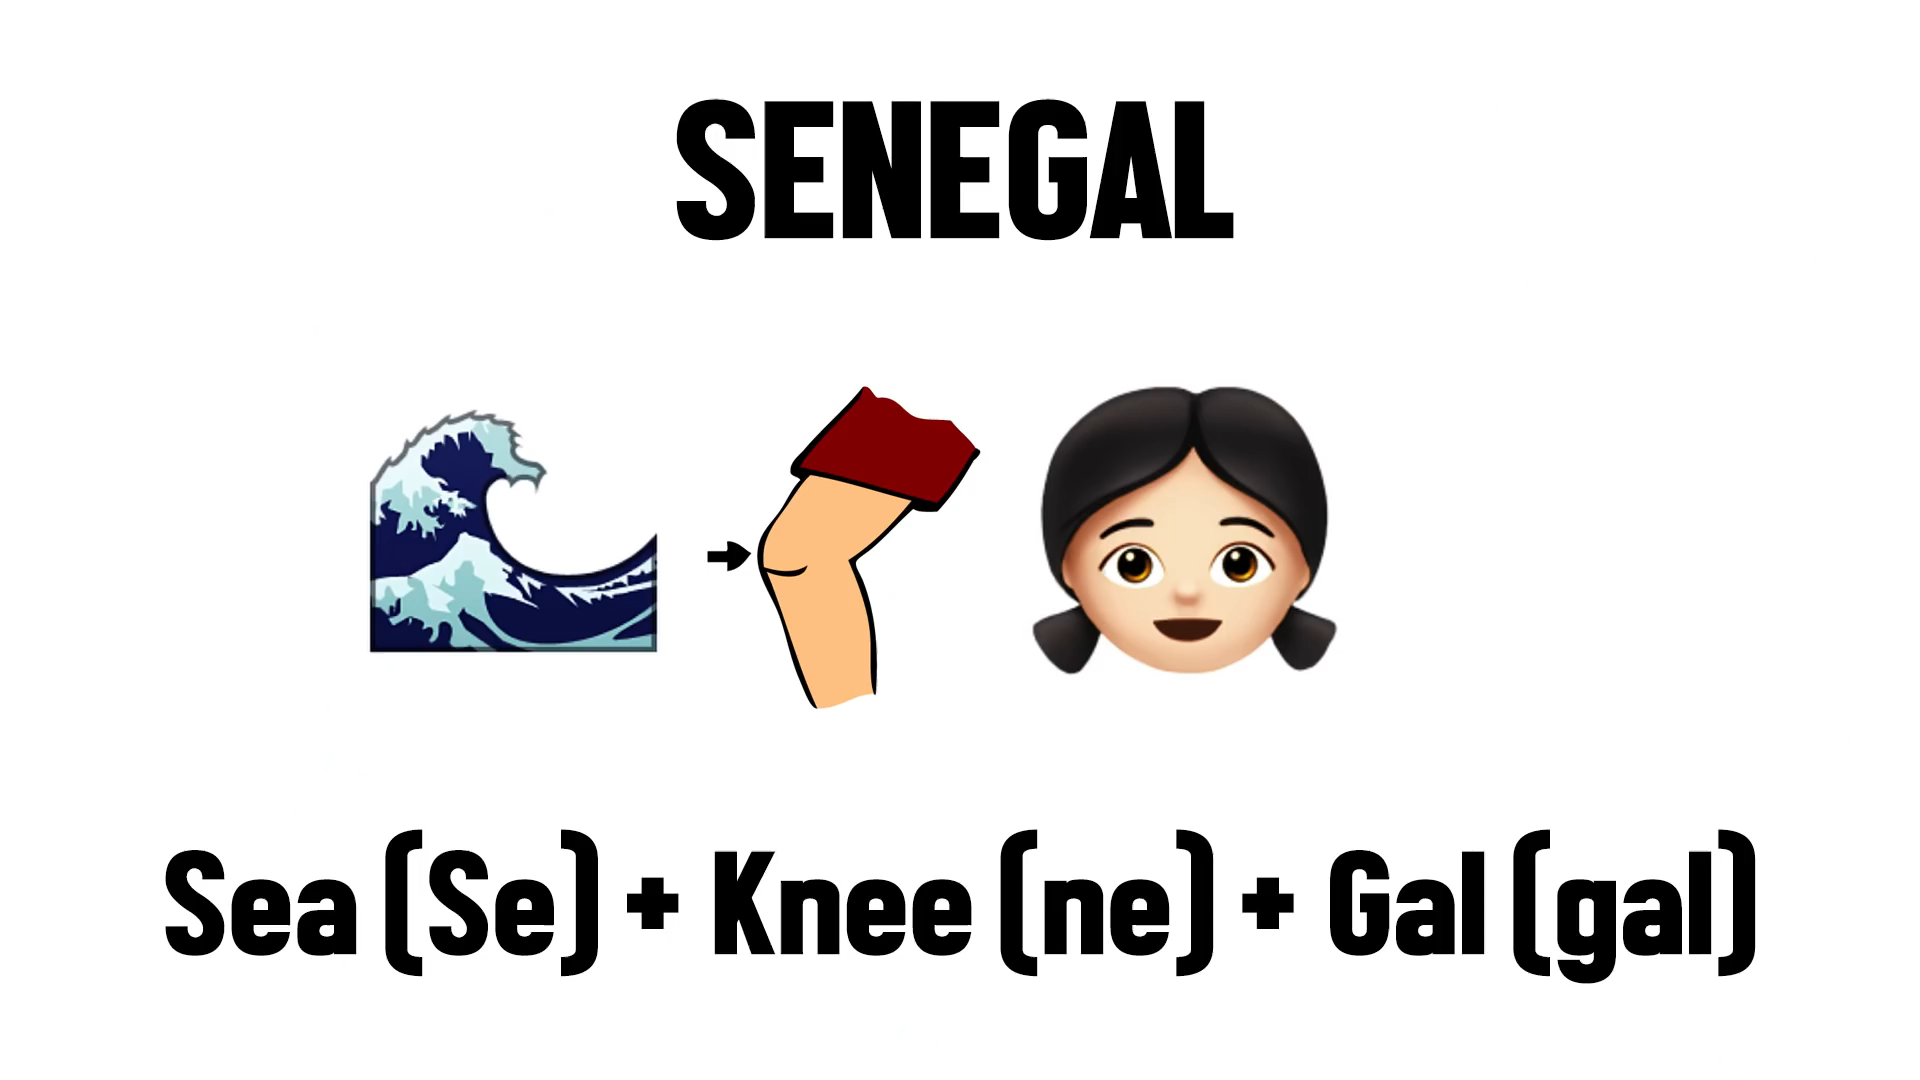 SENEGAL
Sea (Se) + Knee (ne) + Gal (gal)